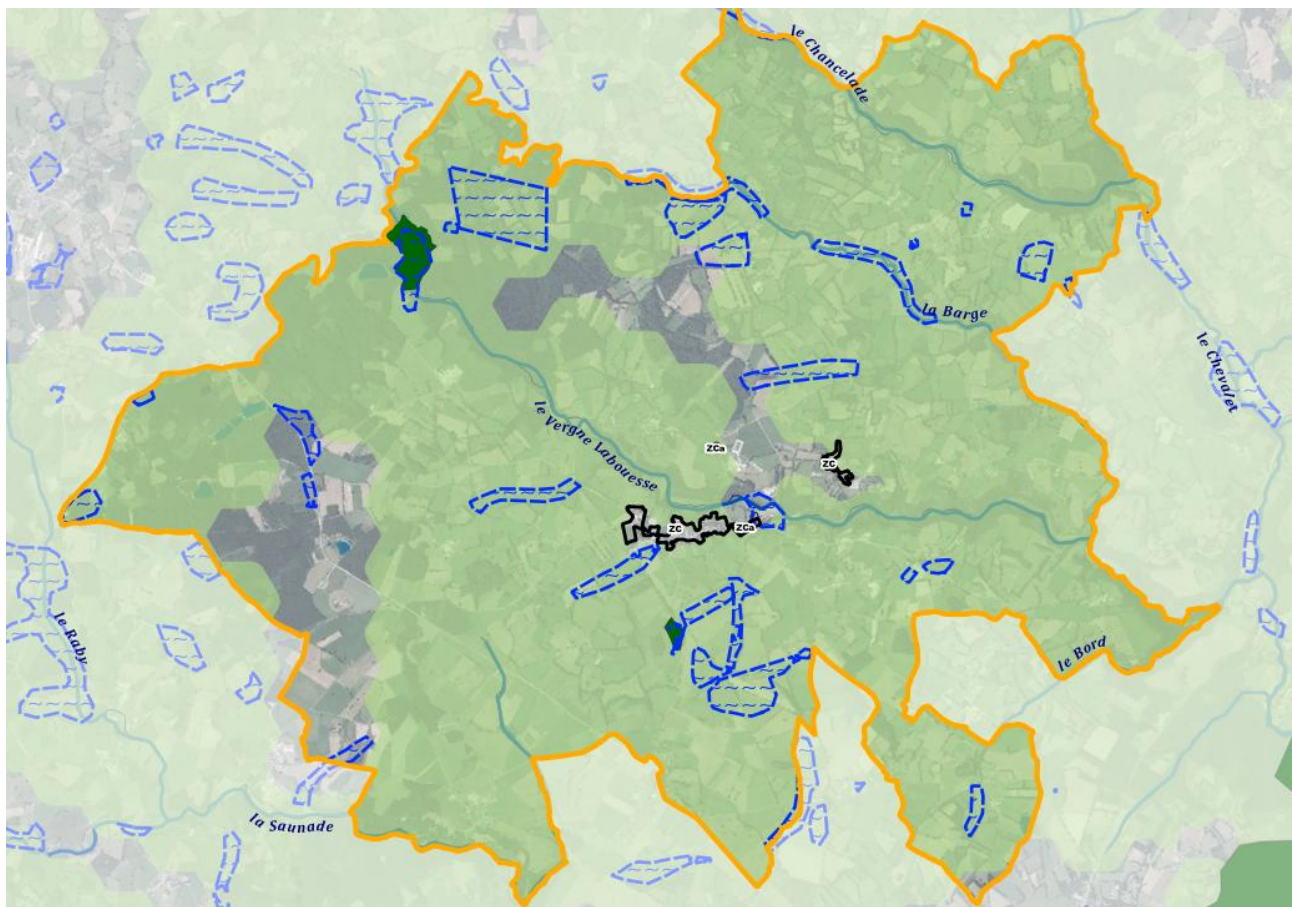 le Chancelade
la Barge
le Chevalet
le Vergne Labouesse
ZCa
ZC
ZC
ZCa
le Raby
le Bord
la Saunade